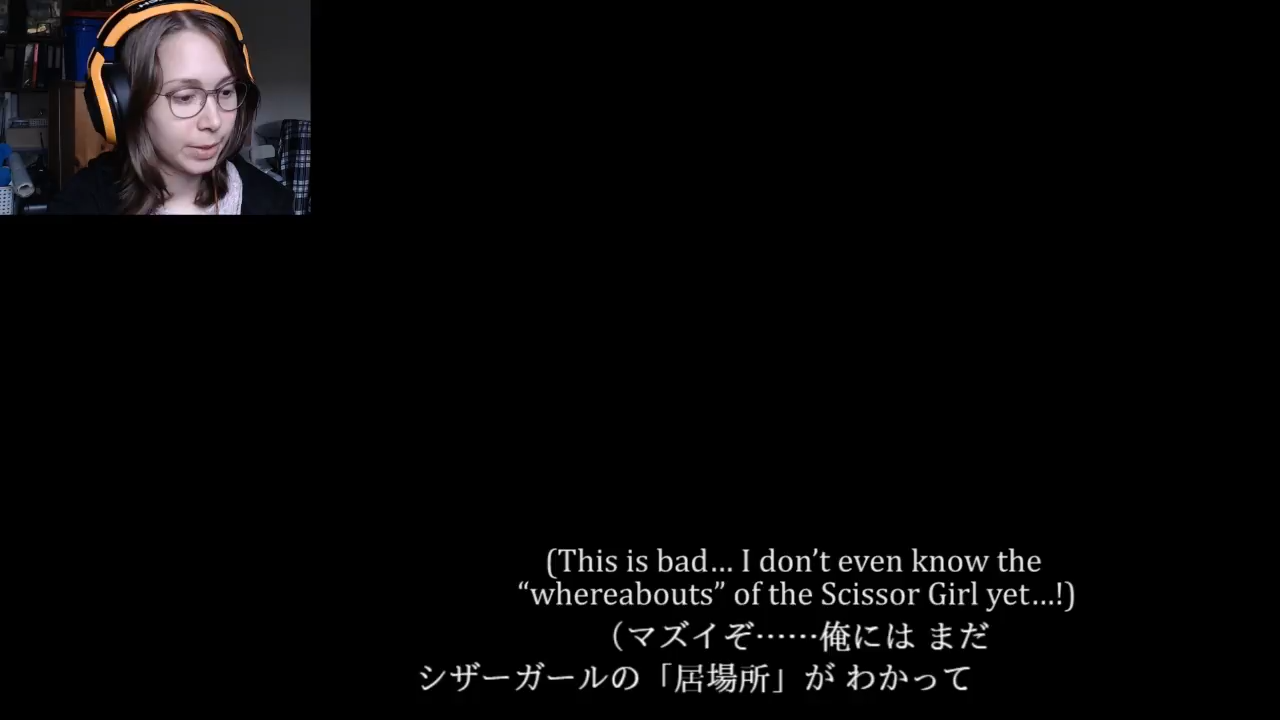 (This is bad… I don’t even know the
“whereabouts” of the Scissor Girl yet…!)
（マズイぞ……俺には まだ
シザーガールの「居場所」が わかって